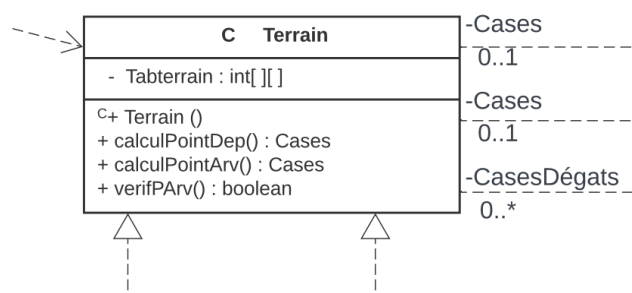 C Terrain
- Tabterrain : int[ ][ ]
C+ Terrain ()
+ calculPointDep() : Cases
+ calculPointArv() : Cases
+ verifPArv() : boolean
-Cases
0..1
-Cases
0..1
-CasesDégats
0..*